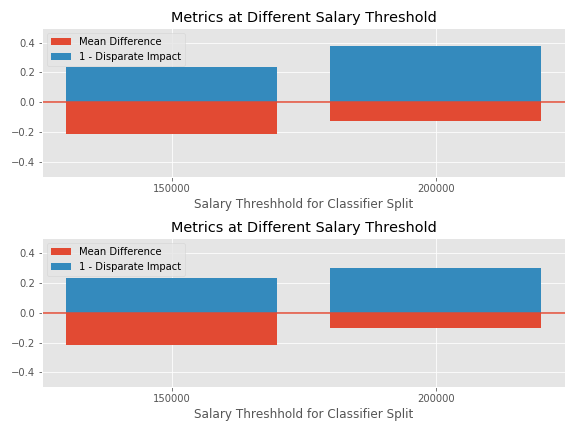 Metrics at Different Salary Threshold
0.4
0.2
0.0
−0.2
−0.4
Mean Difference
1 - Disparate Impact
150000
200000
Salary Threshhold for Classifier Split
Metrics at Different Salary Threshold
0.4
0.2
0.0
−0.2
−0.4
Mean Difference
1 - Disparate Impact
150000
200000
Salary Threshhold for Classifier Split